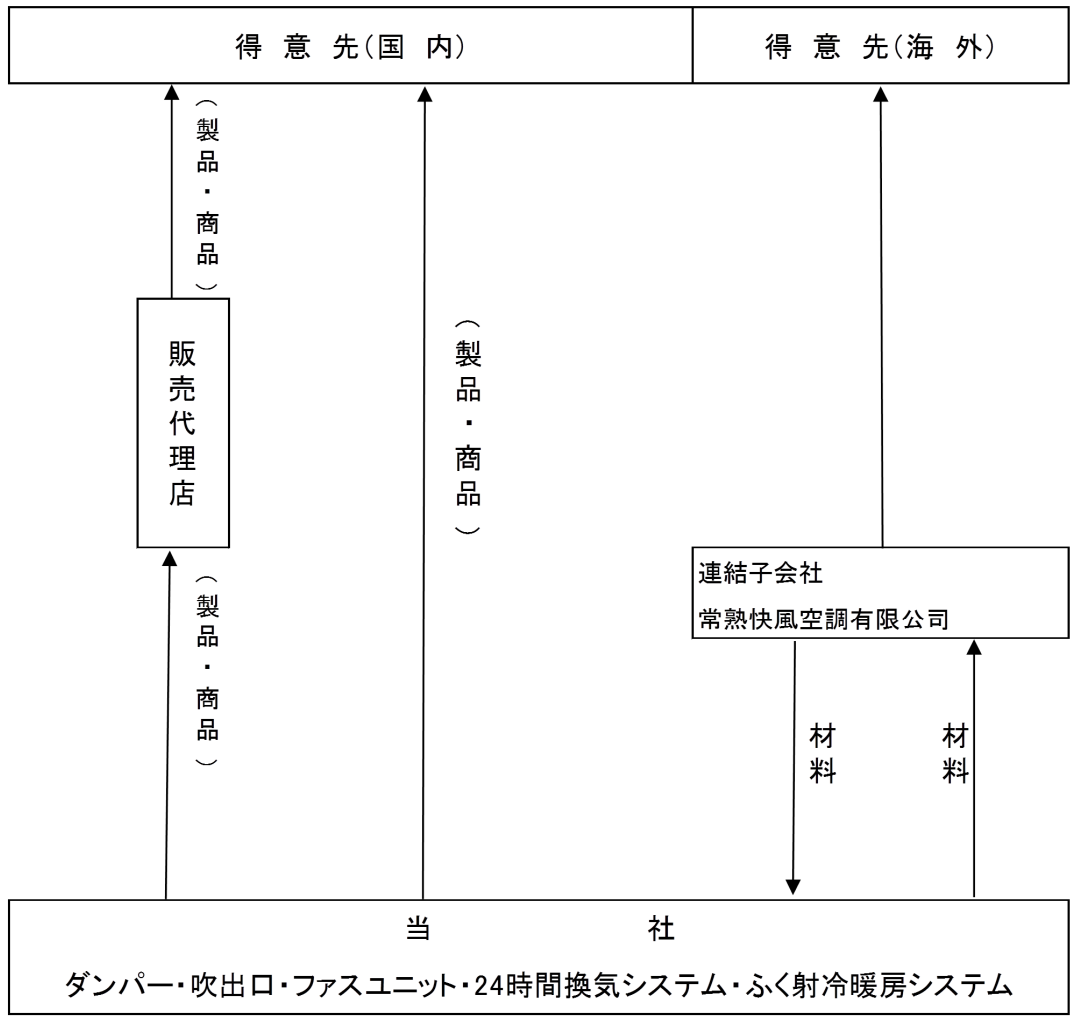 得意先(国内)
得意先(海外)
(製品・商品)
販売代理店
(製品・商品)
(製品・商品)
連結子会社
常熟快風空調有限公司
材料
材料
当社
ダンパー・吹出口・ファスユニット・24時間換気システム・ふく射冷暖房システム